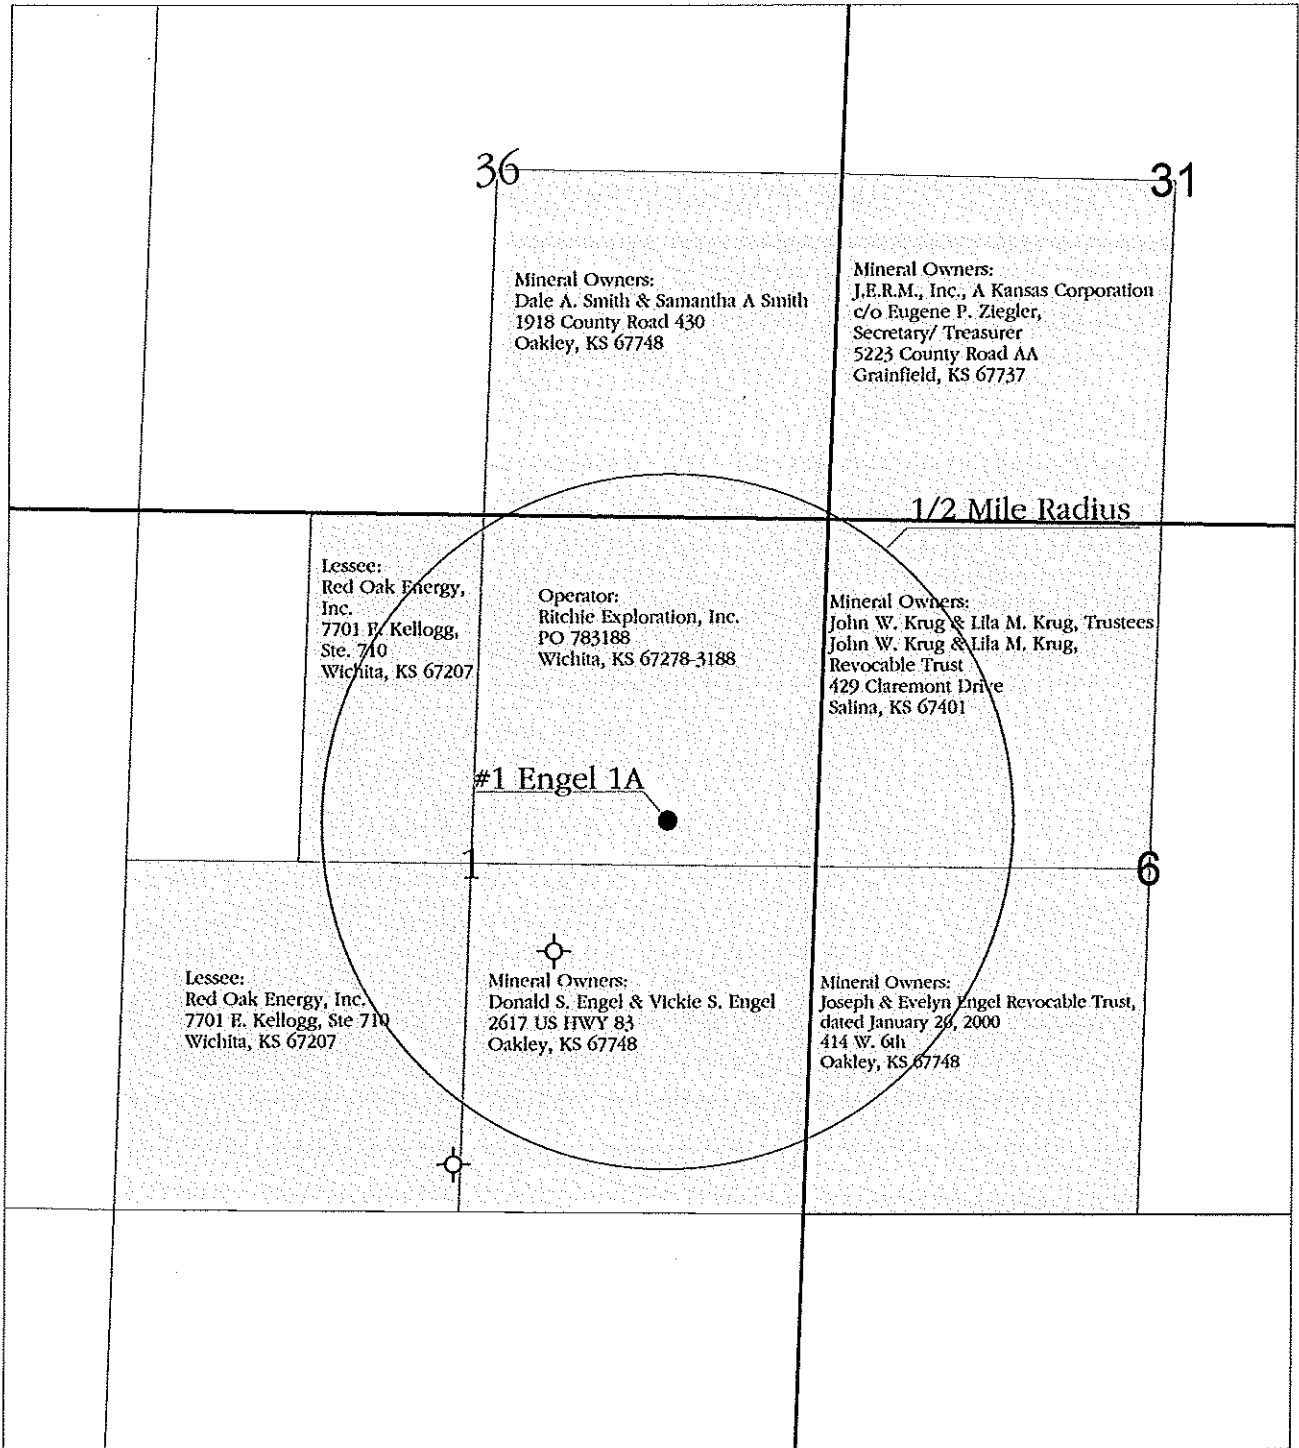 36
31
Mineral Owners:
Dale A. Smith & Samantha A Smith
1918 County Road 430
Oakley, KS 67748
Mineral Owners:
J.E.R.M., Inc., A Kansas Corporation
c/o Eugene P. Ziegler,
Secretary/ Treasurer
5223 County Road AA
Grainfield, KS 67737
1/2 Mile Radius
Lessee:
Red Oak Energy,
Inc.
7701 E. Kellogg,
Ste. 710
Wichita, KS 67207
Operator:
Ritchie Exploration, Inc.
PO 783188
Wichita, KS 67278-3188
Mineral Owners:
John W. Krug & Lila M. Krug, Trustees
John W. Krug & Lila M. Krug,
Revocable Trust
429 Claremont Drive
Salina, KS 67401
#1 Engel 1A
1
6
Lessee:
Red Oak Energy, Inc.
7701 E. Kellogg, Ste 710
Wichita, KS 67207
Mineral Owners:
Donald S. Engel & Vickie S. Engel
2617 US HWY 83
Oakley, KS 67748
Mineral Owners:
Joseph & Evelyn Engel Revocable Trust,
dated January 26, 2000
414 W. 6th
Oakley, KS 67748